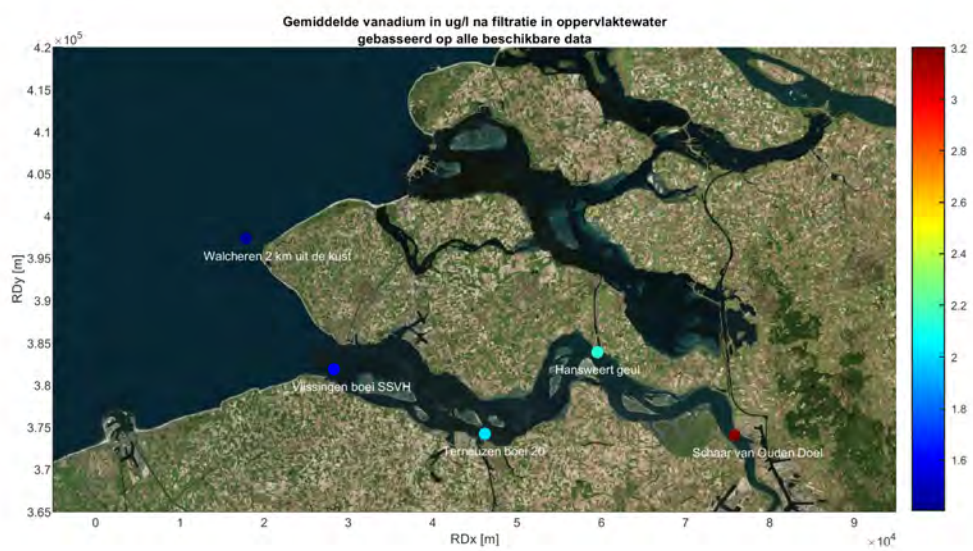 Gemiddelde vanadium in ug/l na filtratie in oppervlaktewater
gebasseerd op alle beschikbare data
×10⁵
4.2
4.15
4.1
4.05
4
3.95
3.9
3.85
3.8
3.75
3.7
3.65
RDy [m]
Walcheren 2 km uit de kust
Vlissingen boei SSVH
Hansweert geul
Terneuzen boei 20
Schaar van Ouden Doel
0 1 2 3 4 5 6 7 8 9
RDx [m]
×10⁴
3.2
3
2.8
2.6
2.4
2.2
2
1.8
1.6